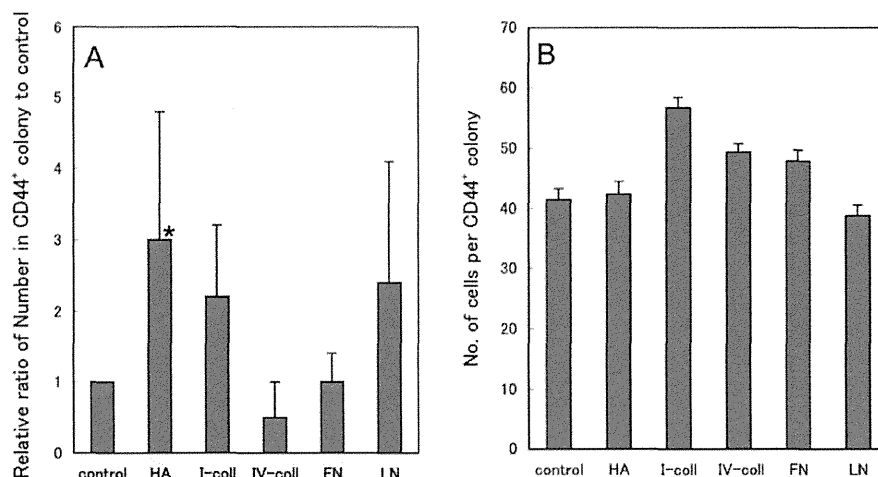 A
Relative ratio of Number in CD44⁺ colony to control
6
5
4
3
2
1
0
*
control HA I-coll IV-coll FN LN
B
No. of cells per CD44⁺ colony
70
60
50
40
30
20
10
0
control HA I-coll IV-coll FN LN